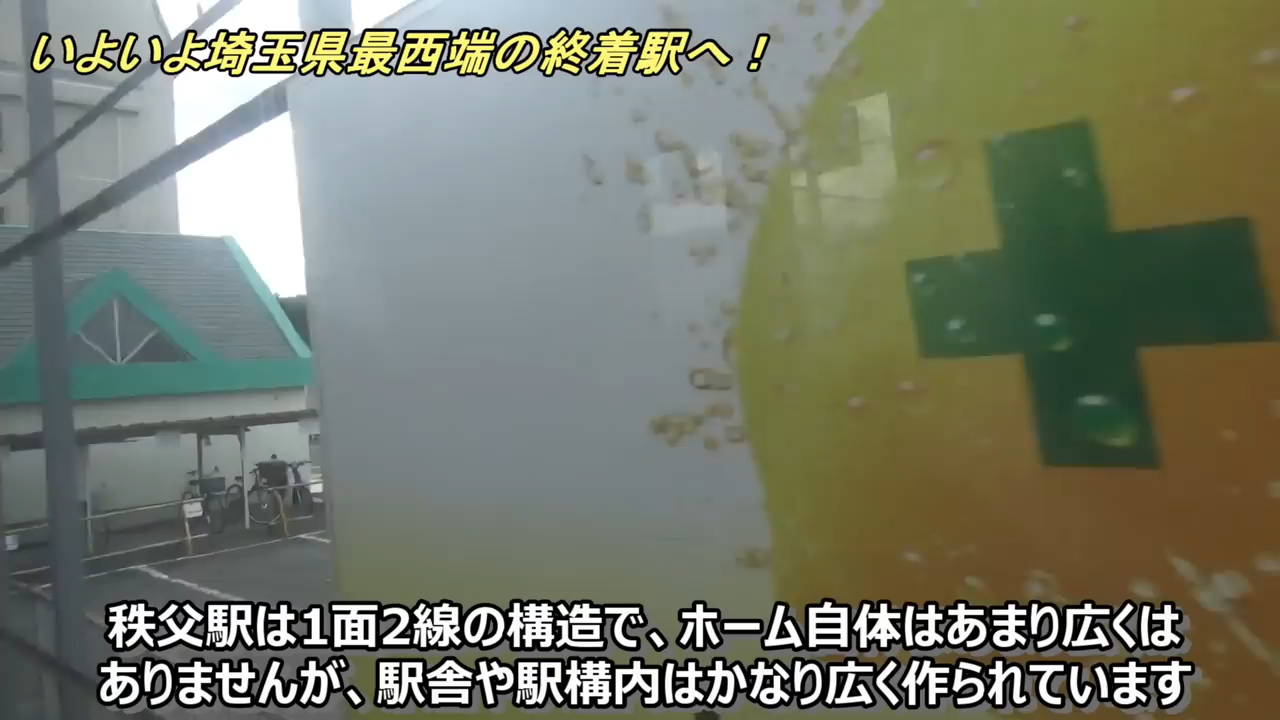 いよいよ埼玉県最西端の終着駅へ！
秩父駅は1面2線の構造で、ホーム自体はあまり広くは
ありませんが、駅舎や駅構内はかなり広く作られています